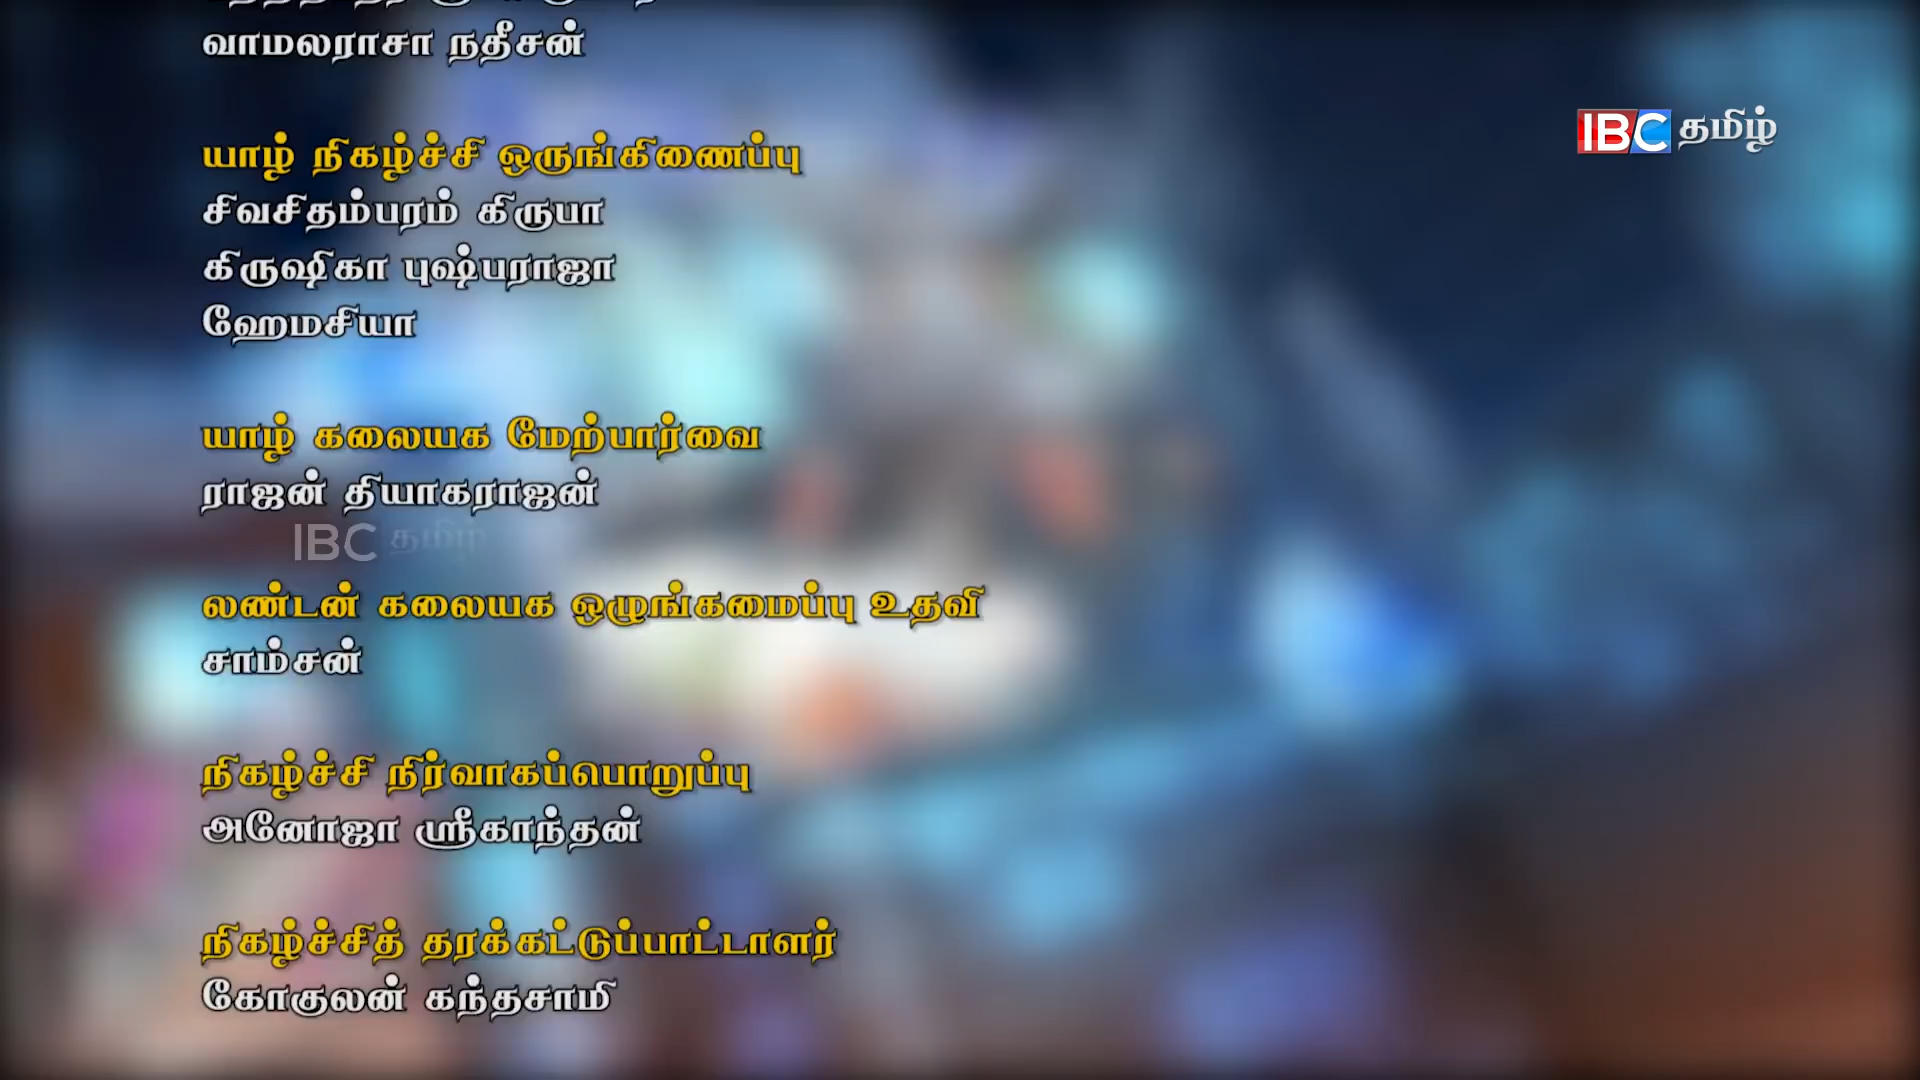 வாமலராசா நதீசன்
IBC தமிழ்
யாழ் நிகழ்ச்சி ஒருங்கிணைப்பு
சிவசிதம்பரம் கிருபா
கிருஷிகா புஷ்பராஜா
ஹேமசியா
யாழ் கலையக மேற்பார்வை
ராஜன் தியாகராஜன்
IBC தமிழ்
லண்டன் கலையக ஒழுங்கமைப்பு உதவி
சாம்சன்
நிகழ்ச்சி நிர்வாகப்பொறுப்பு
அனோஜா ஸ்ரீகாந்தன்
நிகழ்ச்சித் தரக்கட்டுப்பாட்டாளர்
கோகுலன் கந்தசாமி